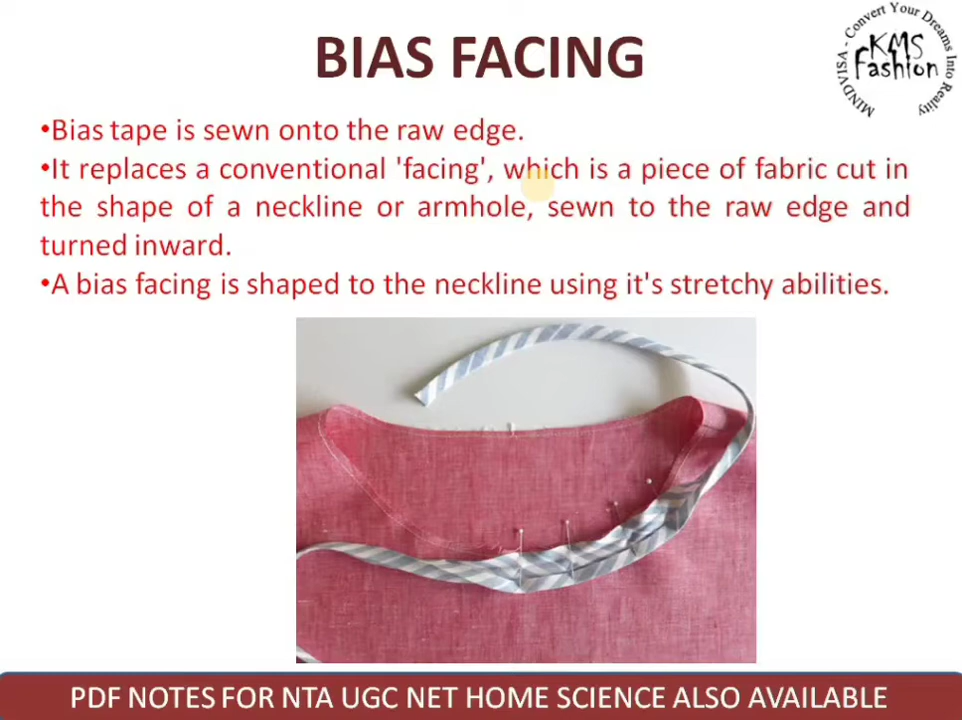 BIAS FACING
MINDVISA - Convert Your Dreams Into Reality
KMS
Fashion
•Bias tape is sewn onto the raw edge.
•It replaces a conventional 'facing', which is a piece of fabric cut in
the shape of a neckline or armhole, sewn to the raw edge and
turned inward.
•A bias facing is shaped to the neckline using it's stretchy abilities.
PDF NOTES FOR NTA UGC NET HOME SCIENCE ALSO AVAILABLE